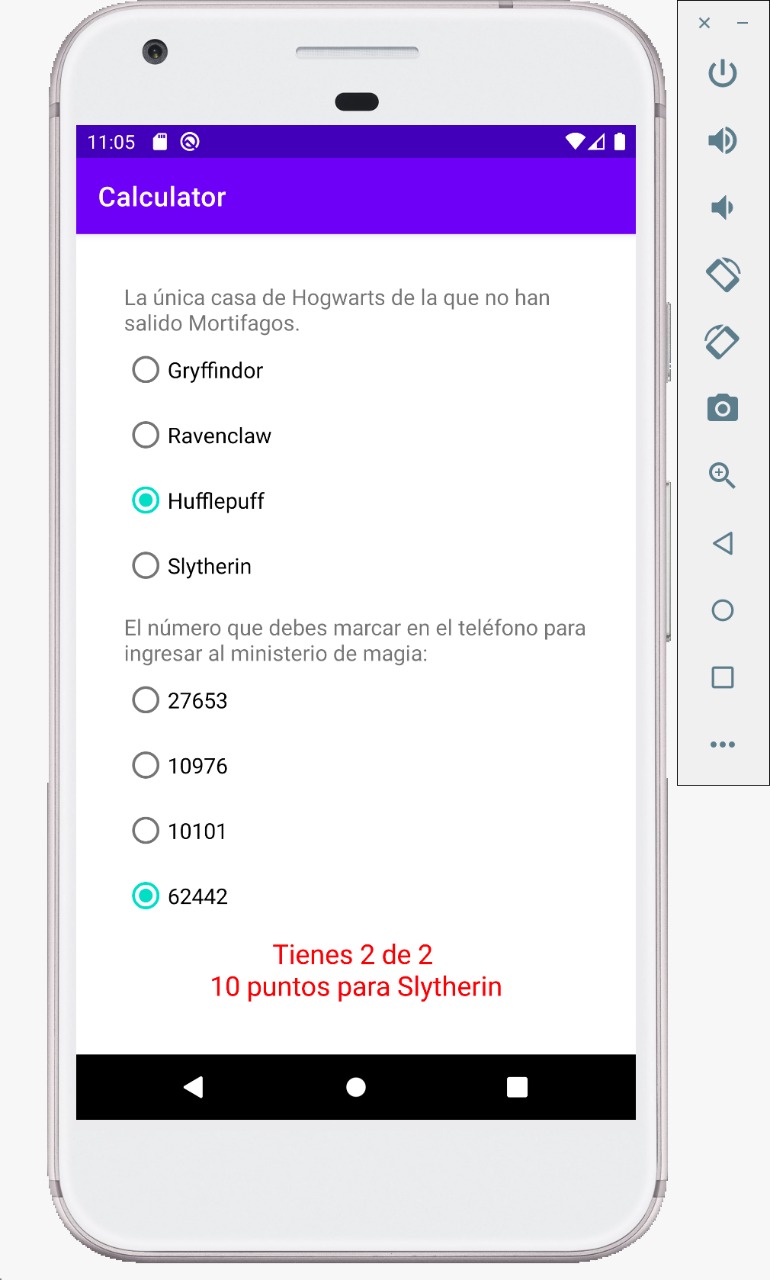 11:05
Calculator
La única casa de Hogwarts de la que no han
salido Mortifagos.
Gryffindor
Ravenclaw
Hufflepuff
Slytherin
El número que debes marcar en el teléfono para
ingresar al ministerio de magia:
27653
10976
10101
62442
Tienes 2 de 2
10 puntos para Slytherin